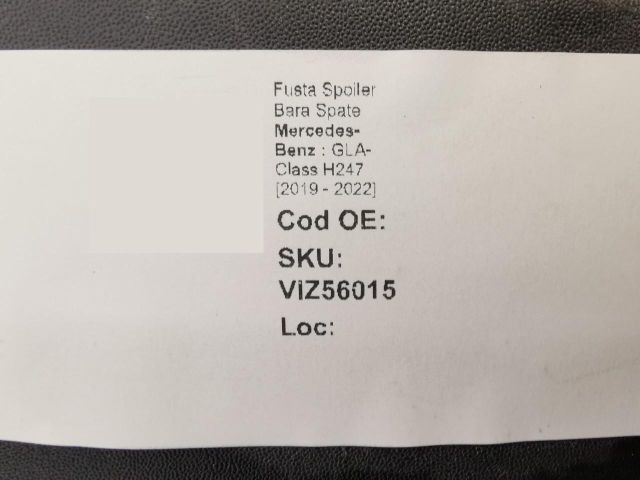 Fusta Spoiler
Bara Spate
Mercedes-
Benz : GLA-
Class H247
[2019 - 2022]
Cod OE:
SKU:
ViZ56015
Loc: